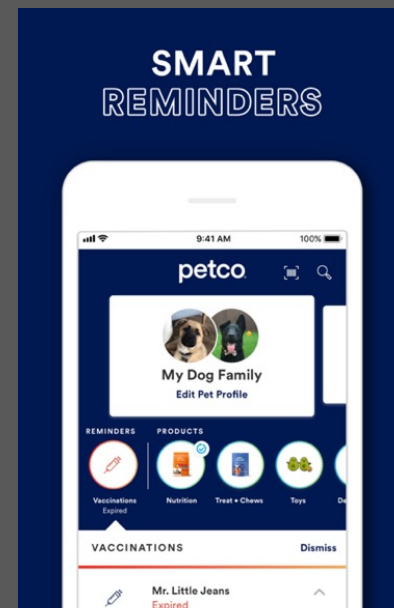 SMART
REMINDERS
9:41 AM
100%
petco
My Dog Family
Edit Pet Profile
REMINDERS
PRODUCTS
Vaccinations
Expired
Nutrition
Treat + Chews
Toys
De
VACCINATIONS
Dismiss
Mr. Little Jeans
Expired